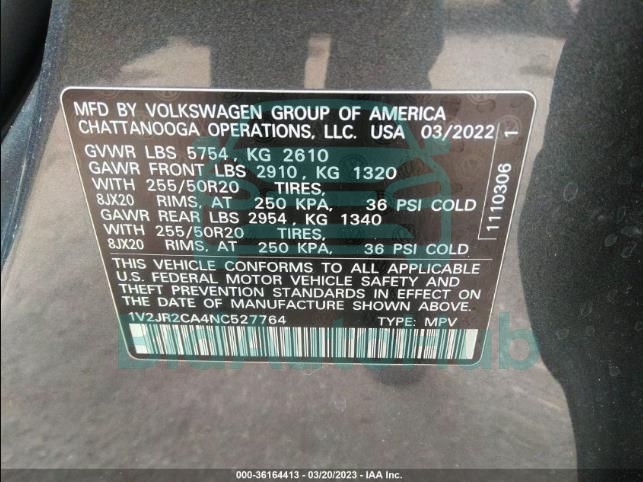 MFD BY VOLKSWAGEN GROUP OF AMERICA
CHATTANOOGA OPERATIONS, LLC. USA 03/2022
GVWR LBS 5754, KG 2610
GAWR FRONT LBS 2910, KG 1320
WITH 255/50R20 TIRES,
8JX20 RIMS, AT 250 KPA, 36 PSI COLD
GAWR REAR LBS 2954, KG 1340
WITH 255/50R20 TIRES,
8JX20 RIMS, AT 250 KPA, 36 PSI COLD
THIS VEHICLE CONFORMS TO ALL APPLICABLE
U.S. FEDERAL MOTOR VEHICLE SAFETY AND
THEFT PREVENTION STANDARDS IN EFFECT ON THE
DATE OF MANUFACTURE SHOWN ABOVE.
1V2JR2CA4NC527764 TYPE: MPV
1110306 1
BidAutoHub
000-36164413 - 03/20/2023 - IAA Inc.